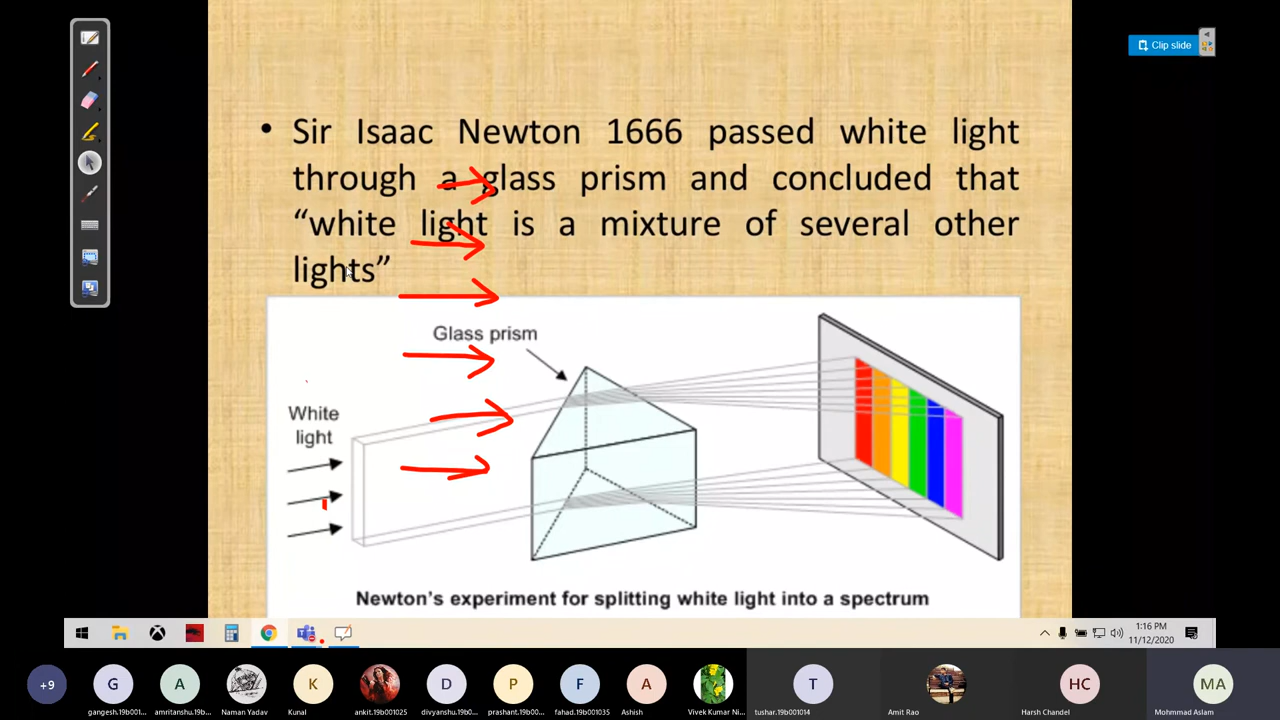 Clip slide
• Sir Isaac Newton 1666 passed white light
through a glass prism and concluded that
“white light is a mixture of several other
lights”
Glass prism
White
light
Newton's experiment for splitting white light into a spectrum
1:16 PM
11/12/2020
+9
G
A
K
D
P
F
A
T
HC
MA
gangesh.19b001...
amritanshu.19b...
Naman Yadav
Kunal
ankit.19b001025
divyanshu.19b0...
prashant.19b00...
fahad.19b001035
Ashish
Vivek Kumar Ni...
tushar.19b001014
Amit Rao
Harsh Chandel
Mohmmad Aslam